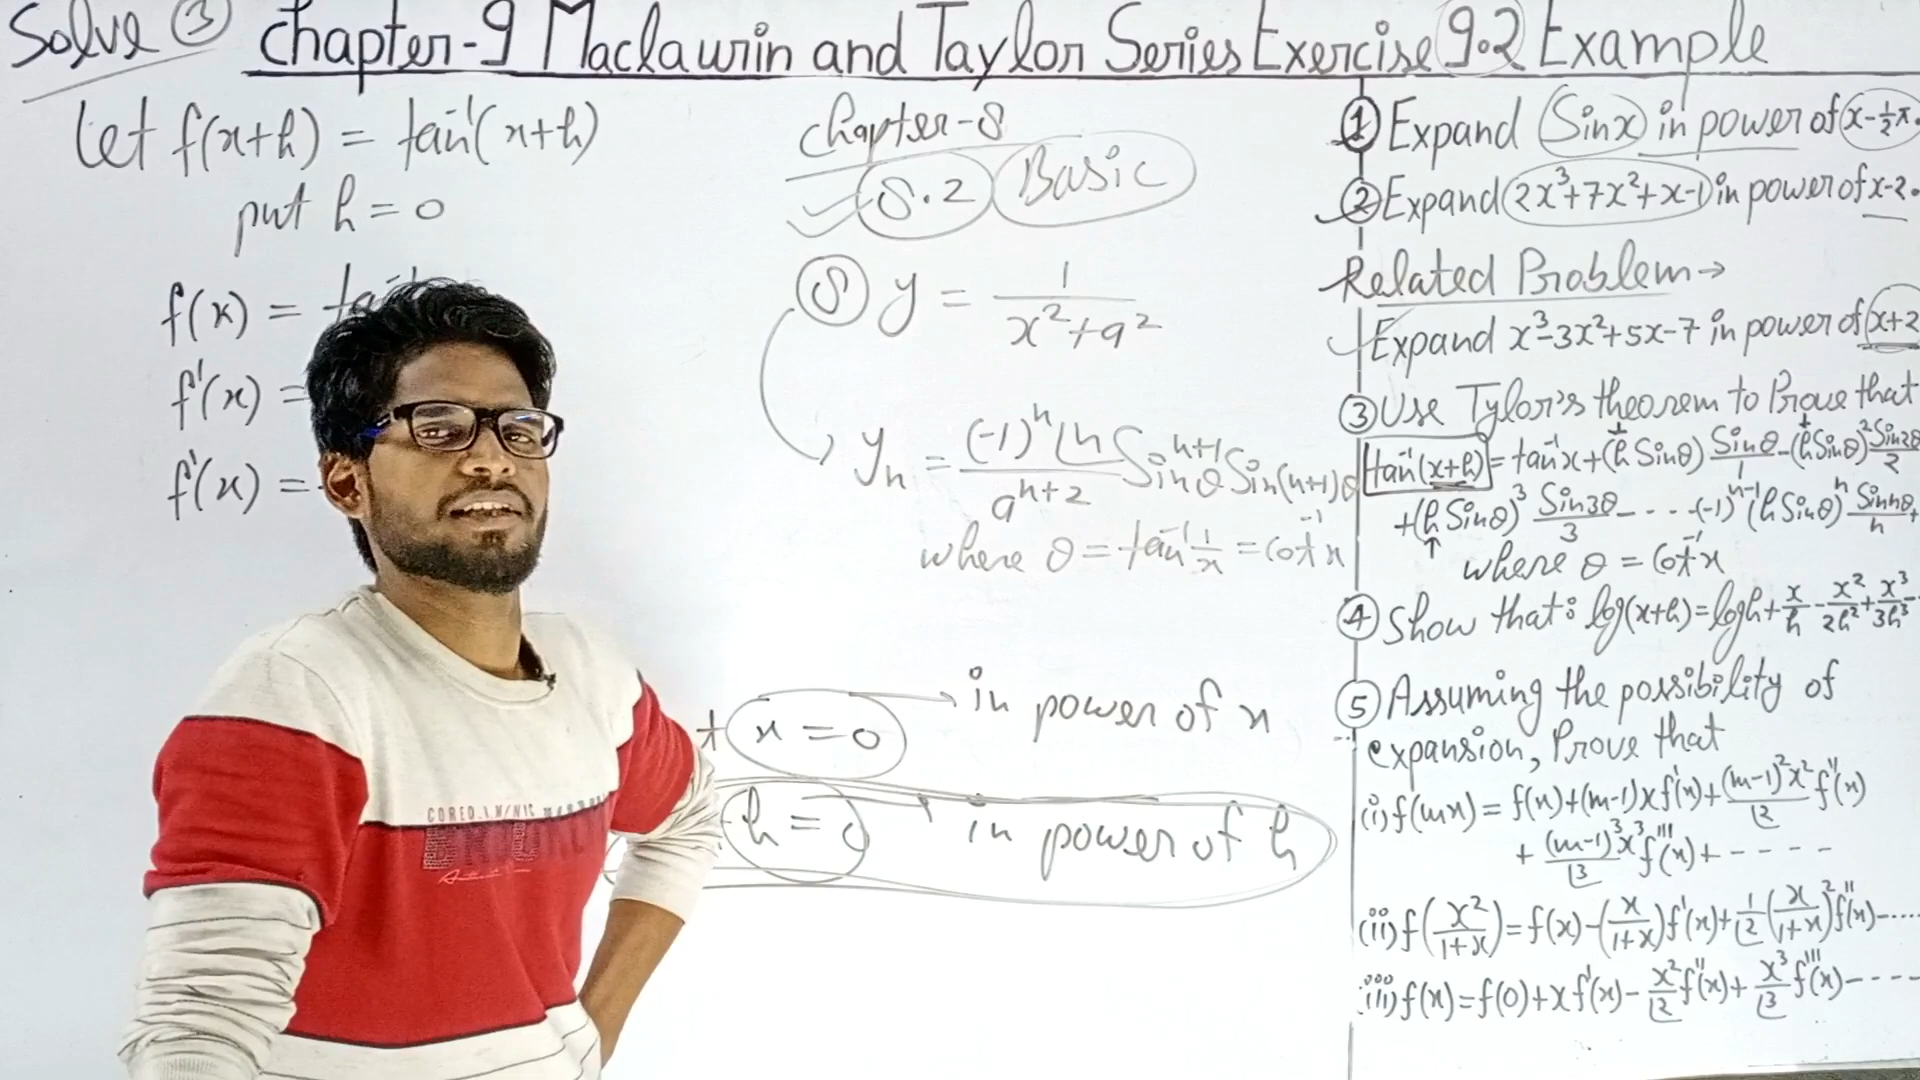 Solve ③ Chapter-9 Maclaurin and Taylor Series Exercise 9.2 Example
Let f(x+h) = tan⁻¹(x+h)
put h = 0
f(x) = tan⁻¹
f'(x) =
f'(x) =
Chapter-8
8.2 Basic
⑧ y = 1/(x²+a²)
yₙ = (-1)ⁿ ⌊n / aⁿ⁺² Sinⁿ⁺¹θ Sin(n+1)θ
where θ = tan⁻¹ 1/x = cot⁻¹x
x = 0 → in power of x
h = 0 in power of h
① Expand Sinx in power of x-½π.
② Expand 2x³+7x²+x-1 in power of x-2.
Related Problem→
Expand x³-3x²+5x-7 in power of x+2
③ Use Tylor's theorem to Prove that
tan⁻¹(x+h) = tan⁻¹x+(h Sinθ) Sinθ/1 - (h Sinθ)² Sin2θ/2
+(h Sinθ)³ Sin3θ/3 - - - - - (-1)ⁿ⁻¹(h Sinθ)ⁿ Sinnθ/n +
where θ = Cot⁻¹x
④ Show that: log(x+h)=logh+x/h - x²/2h² + x³/3h³ -
⑤ Assuming the possibility of
expansion, Prove that
(i) f(mx) = f(x)+(m-1)xf'(x)+(m-1)²x²/⌊2 f''(x)
+ (m-1)³x³/⌊3 f'''(x)+ - - - - -
(ii) f(x²/(1+x)) = f(x)-(x/(1+x))f'(x)+1/⌊2 (x/(1+x))² f''(x)-....
(iii) f(x)=f(0)+xf'(x)- x²/⌊2 f''(x)+ x³/⌊3 f'''(x)- - - - -
CORED.